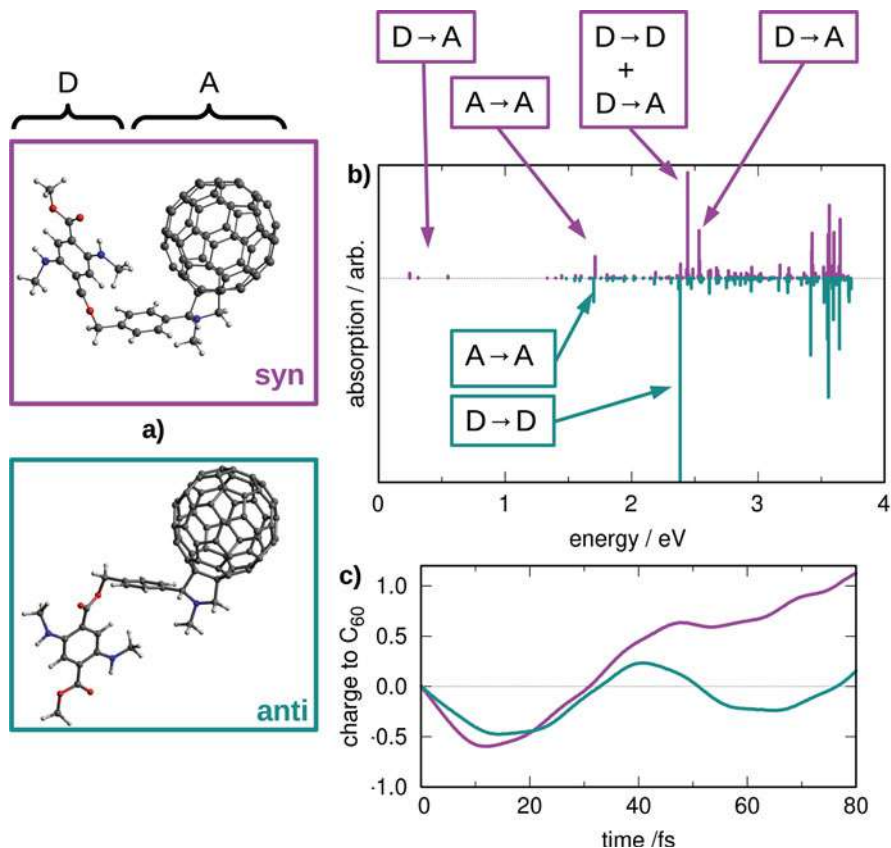 D A
syn
a)
anti
D→A
A→A
D→D
+
D→A
D→A
b)
absorption / arb.
A→A
D→D
0 1 2 3 4
energy / eV
c)
charge to C₆₀
1.0
0.5
0.0
-0.5
-1.0
0 20 40 60 80
time /fs